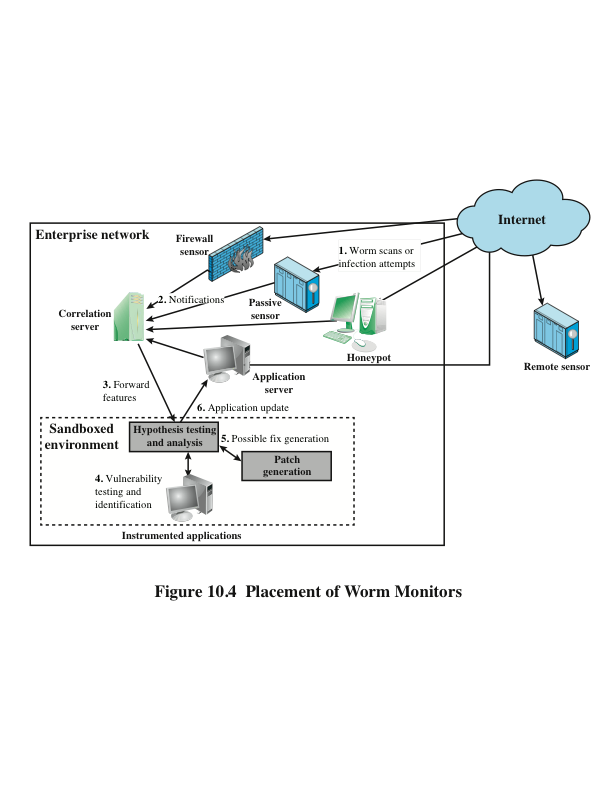 Internet
Enterprise network
Firewall
sensor
1. Worm scans or
infection attempts
2. Notifications
Passive
sensor
Correlation
server
Honeypot
Remote sensor
Application
server
3. Forward
features
6. Application update
Sandboxed
environment
Hypothesis testing
and analysis
5. Possible fix generation
Patch
generation
4. Vulnerability
testing and
identification
Instrumented applications
Figure 10.4 Placement of Worm Monitors